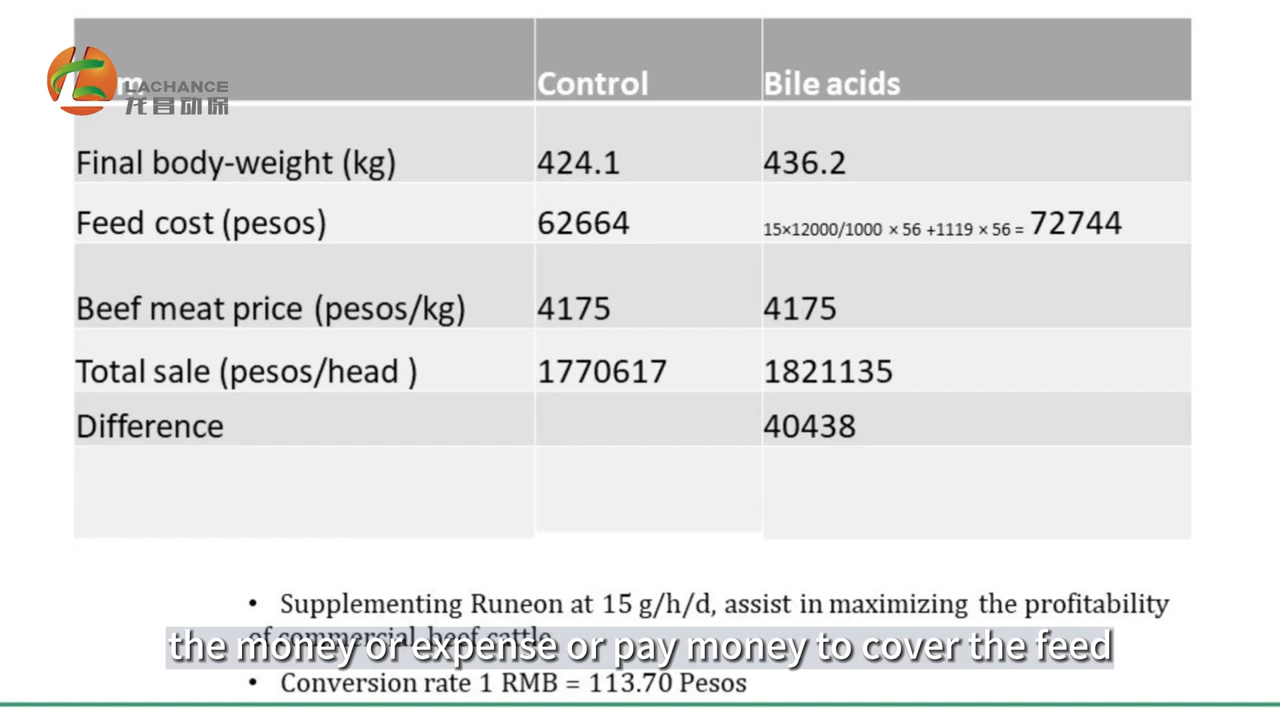 LACHANCE
龙昌动保
Control Bile acids
Final body-weight (kg) 424.1 436.2
Feed cost (pesos) 62664 15×12000/1000 × 56 +1119 × 56 = 72744
Beef meat price (pesos/kg) 4175 4175
Total sale (pesos/head ) 1770617 1821135
Difference 40438
• Supplementing Runeon at 15 g/h/d, assist in maximizing the profitability
of commercial beef cattle
the money or expense or pay money to cover the feed
• Conversion rate 1 RMB = 113.70 Pesos